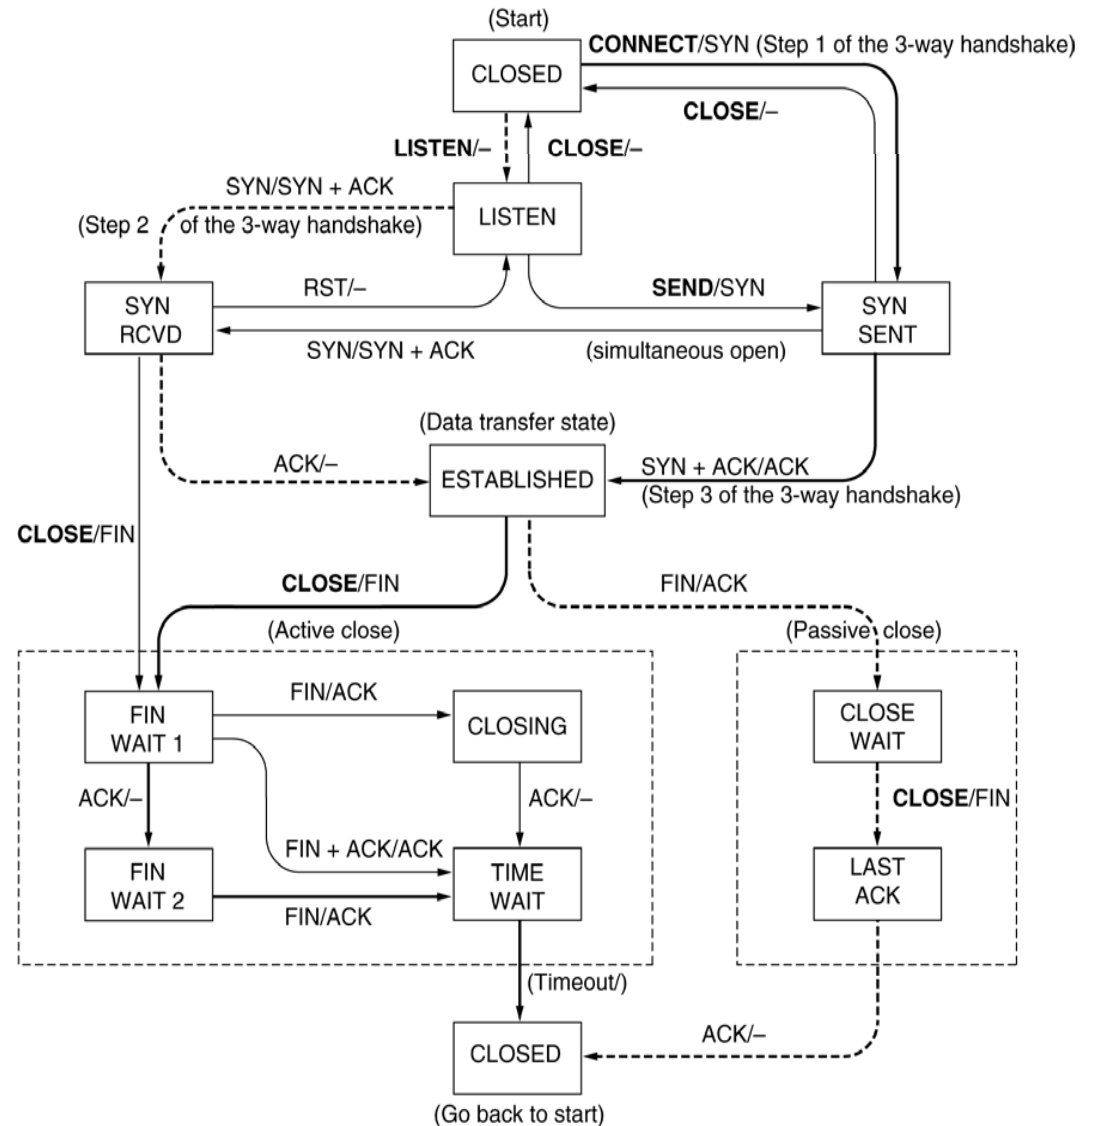 (Start)
CONNECT/SYN (Step 1 of the 3-way handshake)
CLOSED
CLOSE/–
LISTEN/–
CLOSE/–
SYN/SYN + ACK
LISTEN
(Step 2 of the 3-way handshake)
RST/–
SEND/SYN
SYN
RCVD
SYN
SENT
SYN/SYN + ACK
(simultaneous open)
(Data transfer state)
ACK/–
ESTABLISHED
SYN + ACK/ACK
(Step 3 of the 3-way handshake)
CLOSE/FIN
CLOSE/FIN
FIN/ACK
(Active close)
(Passive close)
FIN/ACK
FIN
WAIT 1
CLOSING
CLOSE
WAIT
ACK/–
ACK/–
CLOSE/FIN
FIN + ACK/ACK
FIN
WAIT 2
TIME
WAIT
LAST
ACK
FIN/ACK
(Timeout/)
ACK/–
CLOSED
(Go back to start)